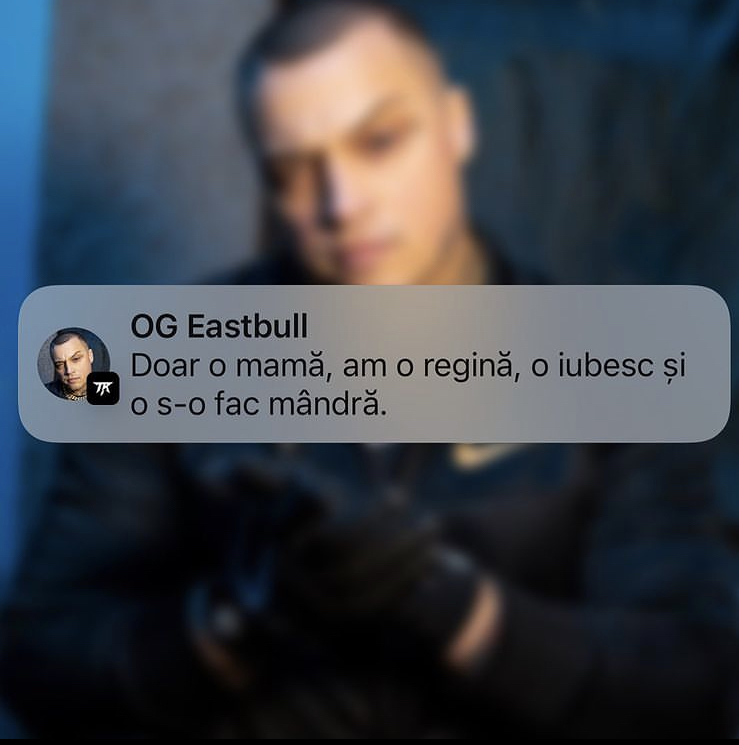 OG Eastbull
Doar o mamă, am o regină, o iubesc și
o s-o fac mândră.